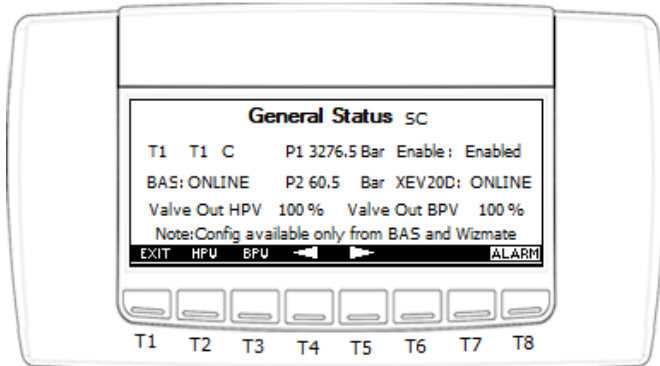 General Status SC
T1 T1 C P1 3276.5 Bar Enable: Enabled
BAS: ONLINE P2 60.5 Bar XEV20D: ONLINE
Valve Out HPV 100 % Valve Out BPV 100 %
Note:Config available only from BAS and Wizmate
EXIT HPV BPV ALARM
T1 T2 T3 T4 T5 T6 T7 T8